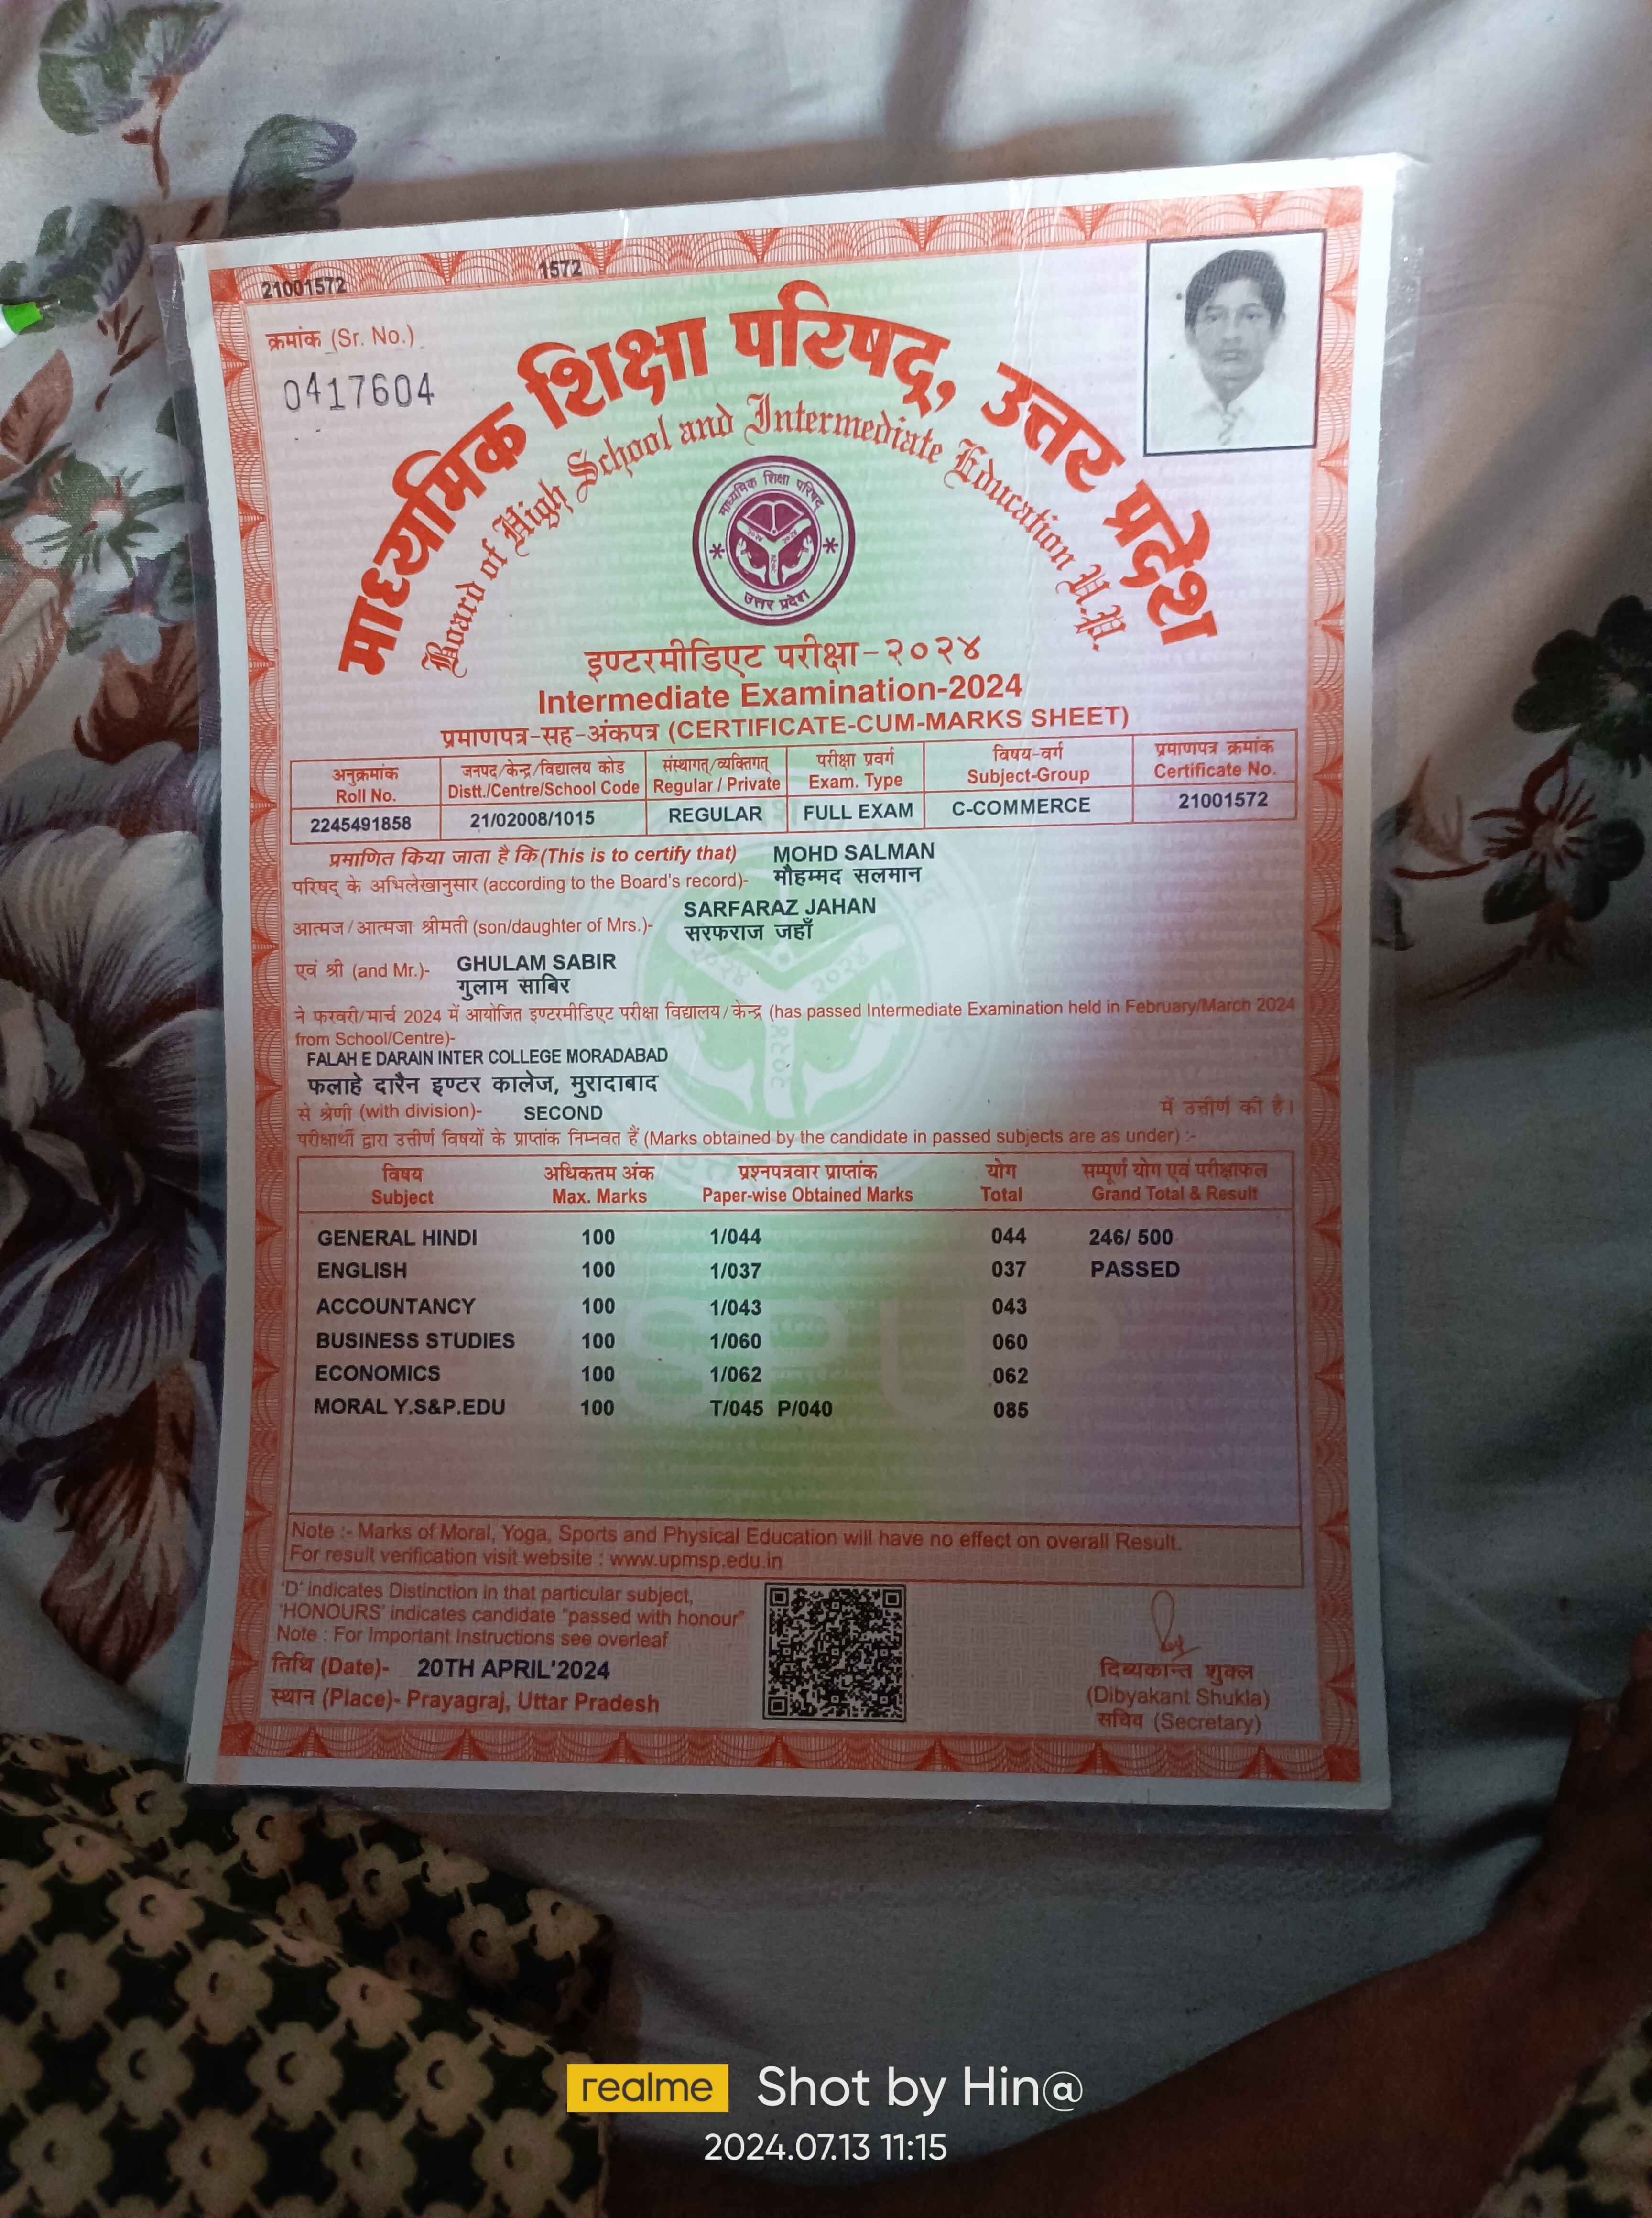 21001572
1572
क्रमांक (Sr. No.)
0417604
माध्यमिक शिक्षा परिषद्, उत्तर प्रदेश
Board of High School and Intermediate Education U.P.
माध्यमिक शिक्षा परिषद्
उत्तर प्रदेश
इण्टरमीडिएट परीक्षा-२०२४
Intermediate Examination-2024
प्रमाणपत्र-सह-अंकपत्र (CERTIFICATE-CUM-MARKS SHEET)
अनुक्रमांक जनपद/केन्द्र/विद्यालय कोड संस्थागत/व्यक्तिगत परीक्षा प्रवर्ग विषय-वर्ग प्रमाणपत्र क्रमांक
Roll No. Distt./Centre/School Code Regular / Private Exam. Type Subject-Group Certificate No.
2245491858 21/02008/1015 REGULAR FULL EXAM C-COMMERCE 21001572
प्रमाणित किया जाता है कि (This is to certify that) MOHD SALMAN
परिषद् के अभिलेखानुसार (according to the Board's record)- मौहम्मद सलमान
SARFARAZ JAHAN
आत्मज/आत्मजा श्रीमती (son/daughter of Mrs.)- सरफराज जहाँ
एवं श्री (and Mr.)- GHULAM SABIR
गुलाम साबिर
ने फरवरी/मार्च 2024 में आयोजित इण्टरमीडिएट परीक्षा विद्यालय/केन्द्र (has passed Intermediate Examination held in February/March 2024
from School/Centre)-
FALAH E DARAIN INTER COLLEGE MORADABAD
फलाहे दारैन इण्टर कालेज, मुरादाबाद
से श्रेणी (with division)- SECOND में उत्तीर्ण की है।
परीक्षार्थी द्वारा उत्तीर्ण विषयों के प्राप्तांक निम्नवत हैं (Marks obtained by the candidate in passed subjects are as under) :-
विषय अधिकतम अंक प्रश्नपत्रवार प्राप्तांक योग सम्पूर्ण योग एवं परीक्षाफल
Subject Max. Marks Paper-wise Obtained Marks Total Grand Total & Result
GENERAL HINDI 100 1/044 044 246/ 500
ENGLISH 100 1/037 037 PASSED
ACCOUNTANCY 100 1/043 043
BUSINESS STUDIES 100 1/060 060
ECONOMICS 100 1/062 062
MORAL Y.S&P.EDU 100 T/045 P/040 085
Note :- Marks of Moral, Yoga, Sports and Physical Education will have no effect on overall Result.
For result verification visit website : www.upmsp.edu.in
'D' indicates Distinction in that particular subject,
'HONOURS' indicates candidate "passed with honour"
Note : For Important Instructions see overleaf
तिथि (Date)- 20TH APRIL'2024
स्थान (Place)- Prayagraj, Uttar Pradesh
दिब्यकान्त शुक्ल
(Dibyakant Shukla)
सचिव (Secretary)
realme Shot by Hin@
2024.07.13 11:15